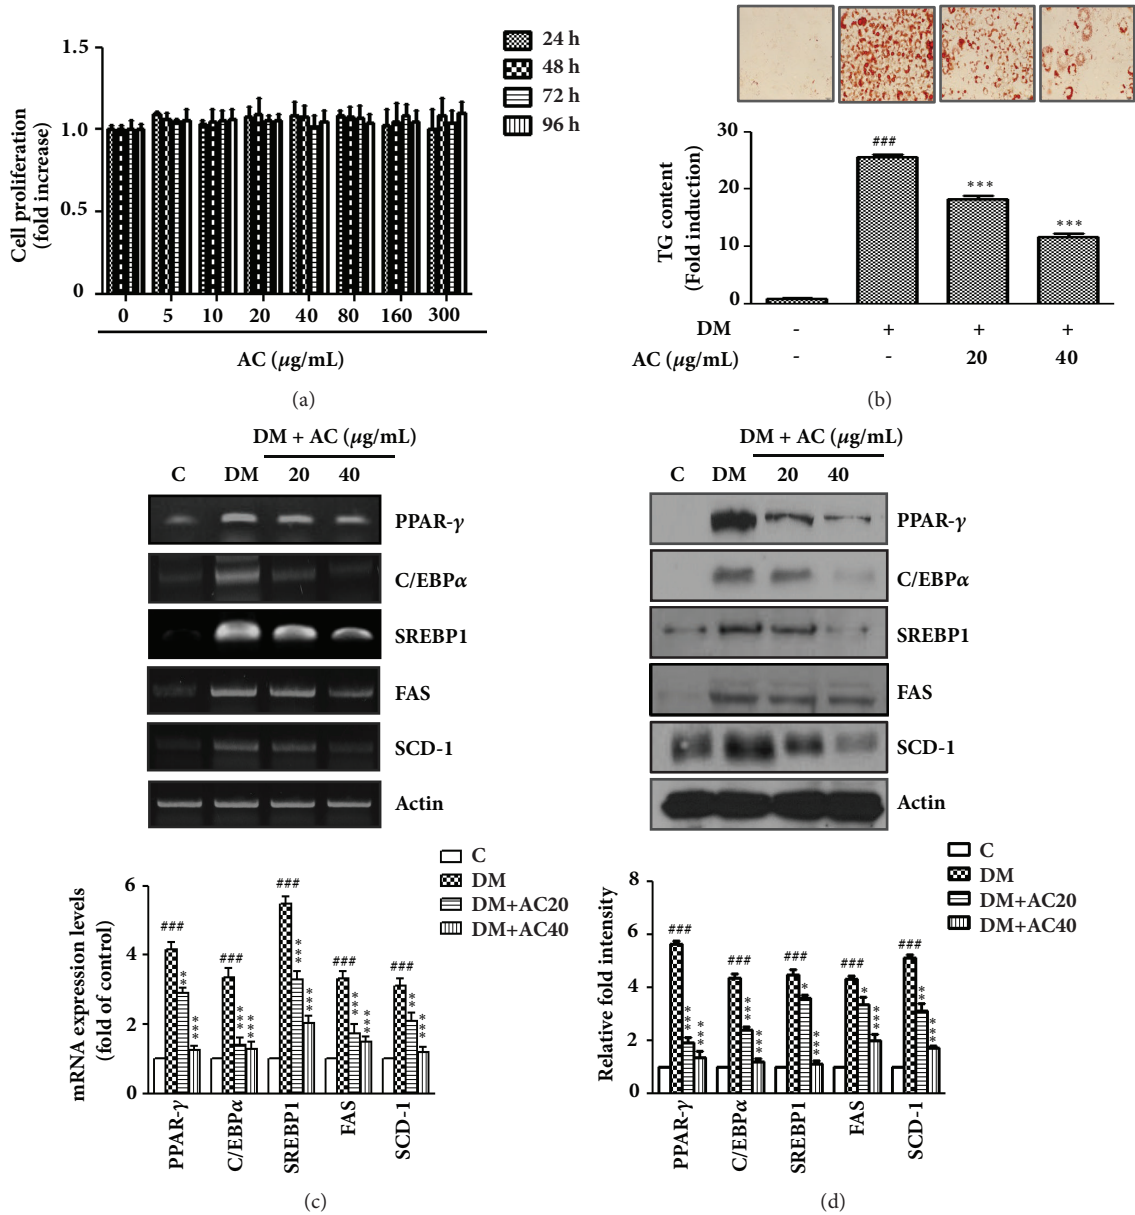 1.5
1.0
0.5
0
Cell proliferation
(fold increase)
24 h
48 h
72 h
96 h
0 5 10 20 40 80 160 300
AC (μg/mL)
(a)
30
20
10
0
TG content
(Fold induction)
###
***
***
DM - + + +
AC (μg/mL) - - 20 40
(b)
DM + AC (μg/mL)
C DM 20 40
PPAR-γ
C/EBPα
SREBP1
FAS
SCD-1
Actin
C
DM
DM+AC20
DM+AC40
6
4
2
0
mRNA expression levels
(fold of control)
### ** ***
### *** ***
### *** ***
### *** ***
### ** ***
PPAR-γ
C/EBPα
SREBP1
FAS
SCD-1
(c)
DM + AC (μg/mL)
C DM 20 40
PPAR-γ
C/EBPα
SREBP1
FAS
SCD-1
Actin
C
DM
DM+AC20
DM+AC40
8
6
4
2
0
Relative fold intensity
### *** ***
### *** ***
### * ***
### * ***
### ** ***
PPAR-γ
C/EBPα
SREBP1
FAS
SCD-1
(d)